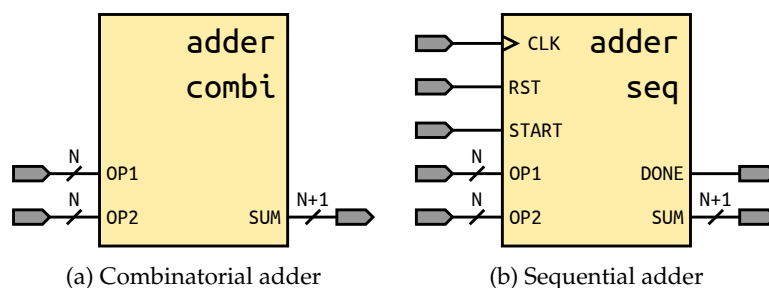 adder
combi
N
OP1
N
OP2
SUM
N+1
(a) Combinatorial adder
CLK
adder
seq
RST
START
N
OP1
DONE
N
OP2
SUM
N+1
(b) Sequential adder